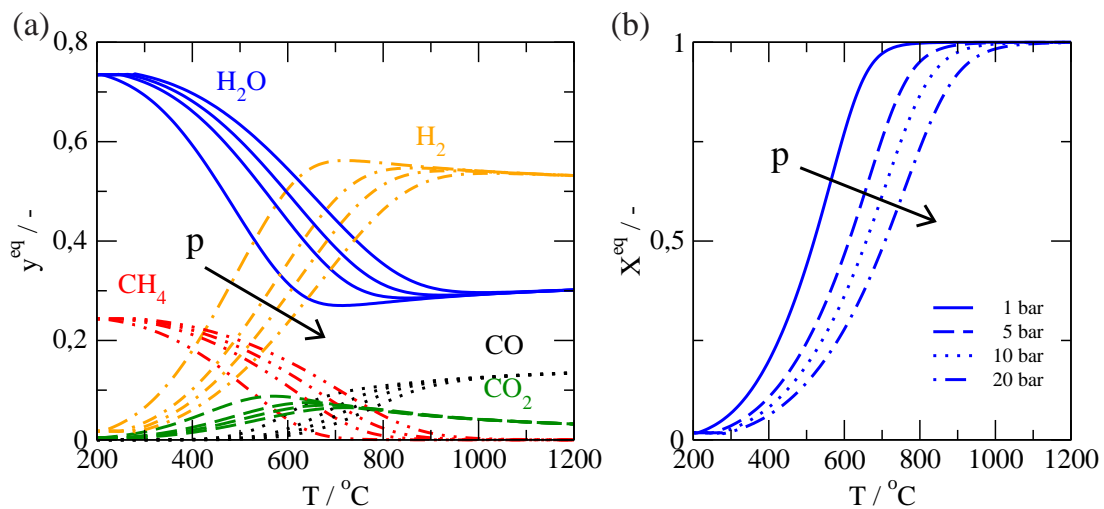 (a)
0,8
0,6
0,4
0,2
0
y^eq / -
H₂O
H₂
p
CH₄
CO
CO₂
200 400 600 800 1000 1200
T / °C
(b)
1
0,5
0
X^eq / -
p
1 bar
5 bar
10 bar
20 bar
200 400 600 800 1000 1200
T / °C